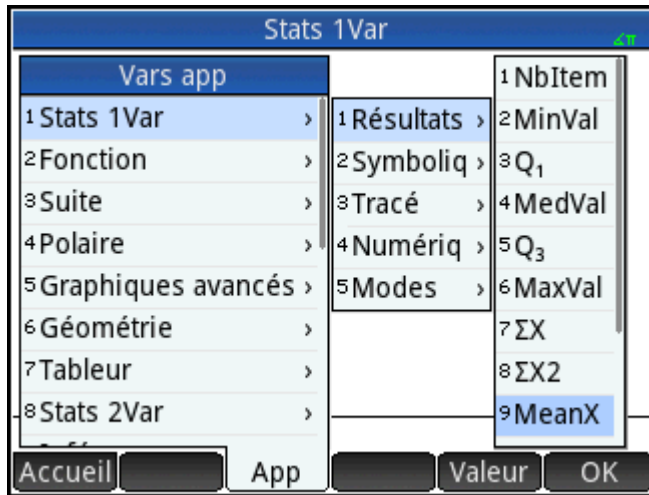 Stats 1Var
∡π
Vars app
1 Stats 1Var ›
2 Fonction ›
3 Suite ›
4 Polaire ›
5 Graphiques avancés ›
6 Géométrie ›
7 Tableur ›
8 Stats 2Var ›
1 Résultats ›
2 Symboliq ›
3 Tracé ›
4 Numériq ›
5 Modes ›
1 NbItem
2 MinVal
3 Q₁
4 MedVal
5 Q₃
6 MaxVal
7 ΣX
8 ΣX2
9 MeanX
Accueil App Valeur OK